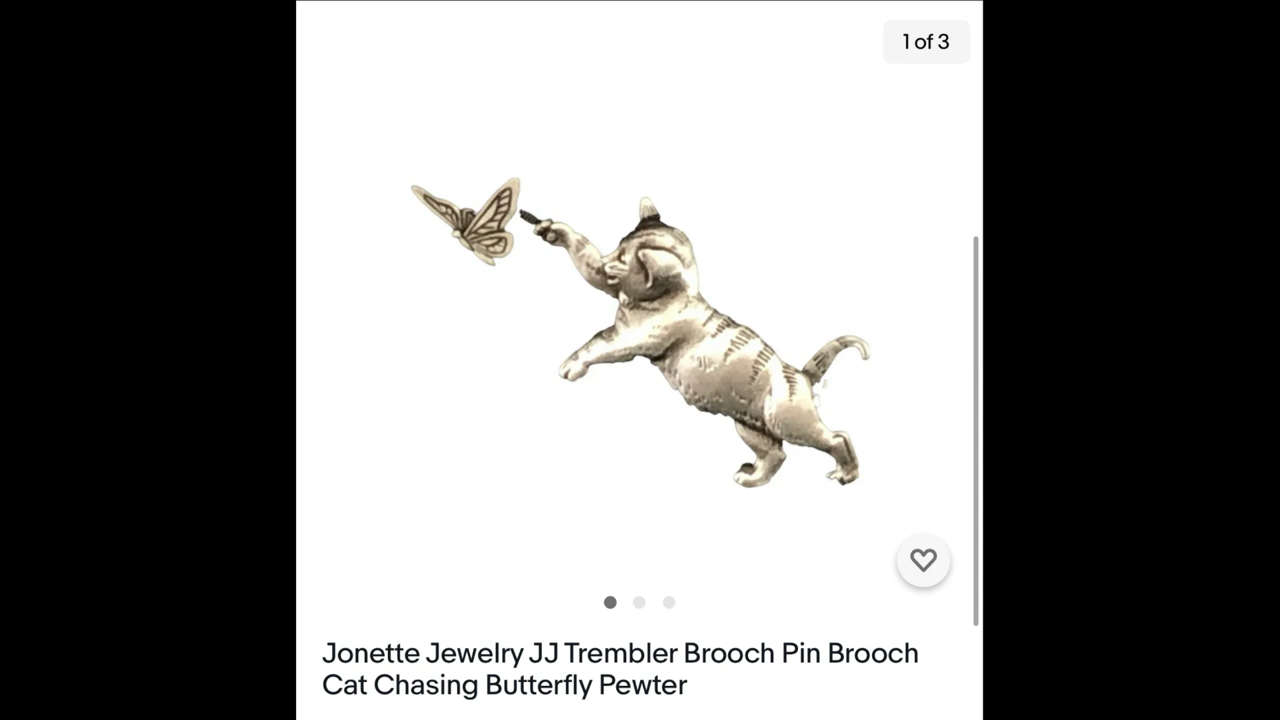 1 of 3
Jonette Jewelry JJ Trembler Brooch Pin Brooch
Cat Chasing Butterfly Pewter